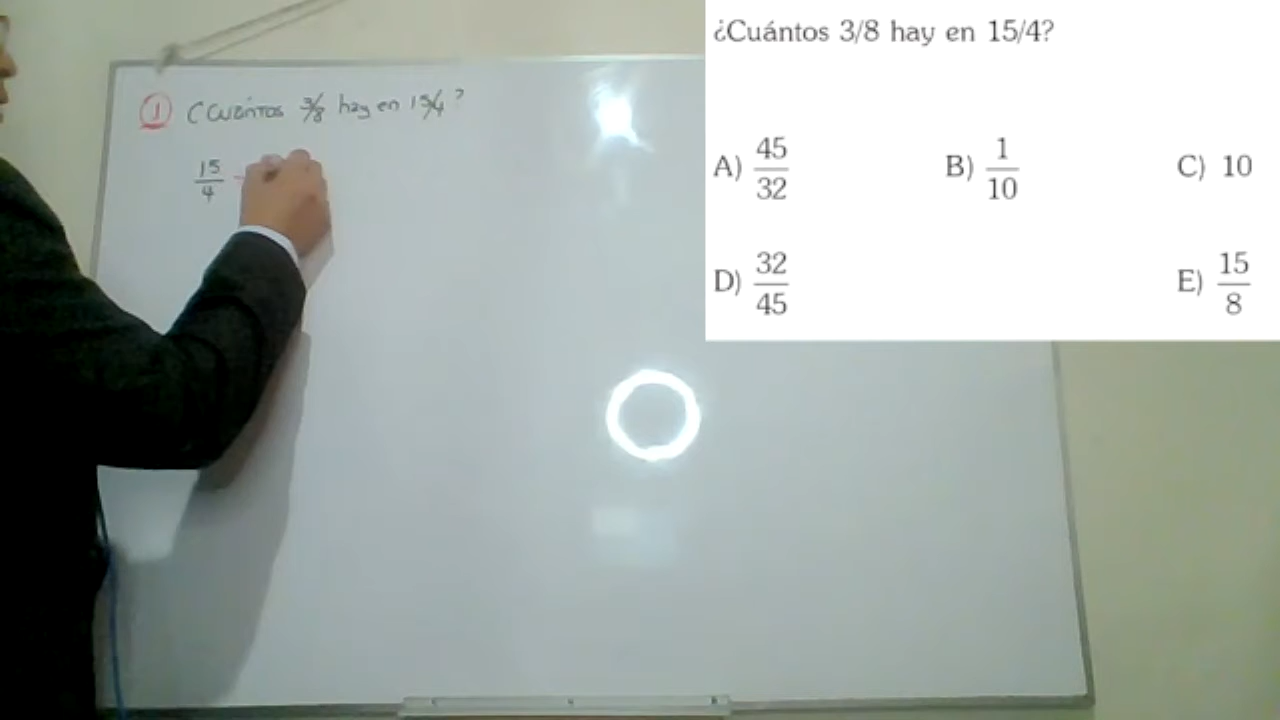 ① ¿Cuántos 3/8 hay en 15/4?
15/4 -
¿Cuántos 3/8 hay en 15/4?
A) 45/32 B) 1/10 C) 10
D) 32/45 E) 15/8